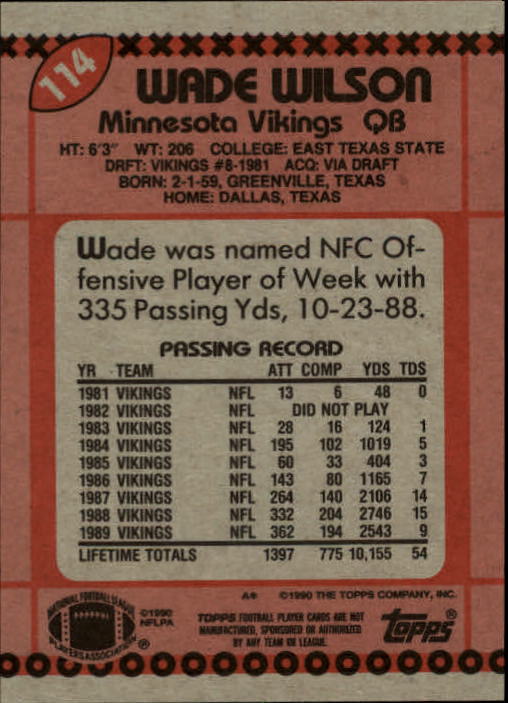 114
WADE WILSON
Minnesota Vikings QB
HT: 6'3" WT: 206 COLLEGE: EAST TEXAS STATE
DRFT: VIKINGS #8-1981 ACQ: VIA DRAFT
BORN: 2-1-59, GREENVILLE, TEXAS
HOME: DALLAS, TEXAS
Wade was named NFC Of-
fensive Player of Week with
335 Passing Yds, 10-23-88.
PASSING RECORD
YR TEAM ATT COMP YDS TDS
1981 VIKINGS NFL 13 6 48 0
1982 VIKINGS NFL DID NOT PLAY
1983 VIKINGS NFL 28 16 124 1
1984 VIKINGS NFL 195 102 1019 5
1985 VIKINGS NFL 60 33 404 3
1986 VIKINGS NFL 143 80 1165 7
1987 VIKINGS NFL 264 140 2106 14
1988 VIKINGS NFL 332 204 2746 15
1989 VIKINGS NFL 362 194 2543 9
LIFETIME TOTALS 1397 775 10,155 54
A* ©1990 THE TOPPS COMPANY, INC.
NATIONAL FOOTBALL LEAGUE
PLAYERS ASSOCIATION ®
©1990
NFLPA
TOPPS FOOTBALL PLAYER CARDS ARE NOT
MANUFACTURED, SPONSORED OR AUTHORIZED
BY ANY TEAM OR LEAGUE.
topps®